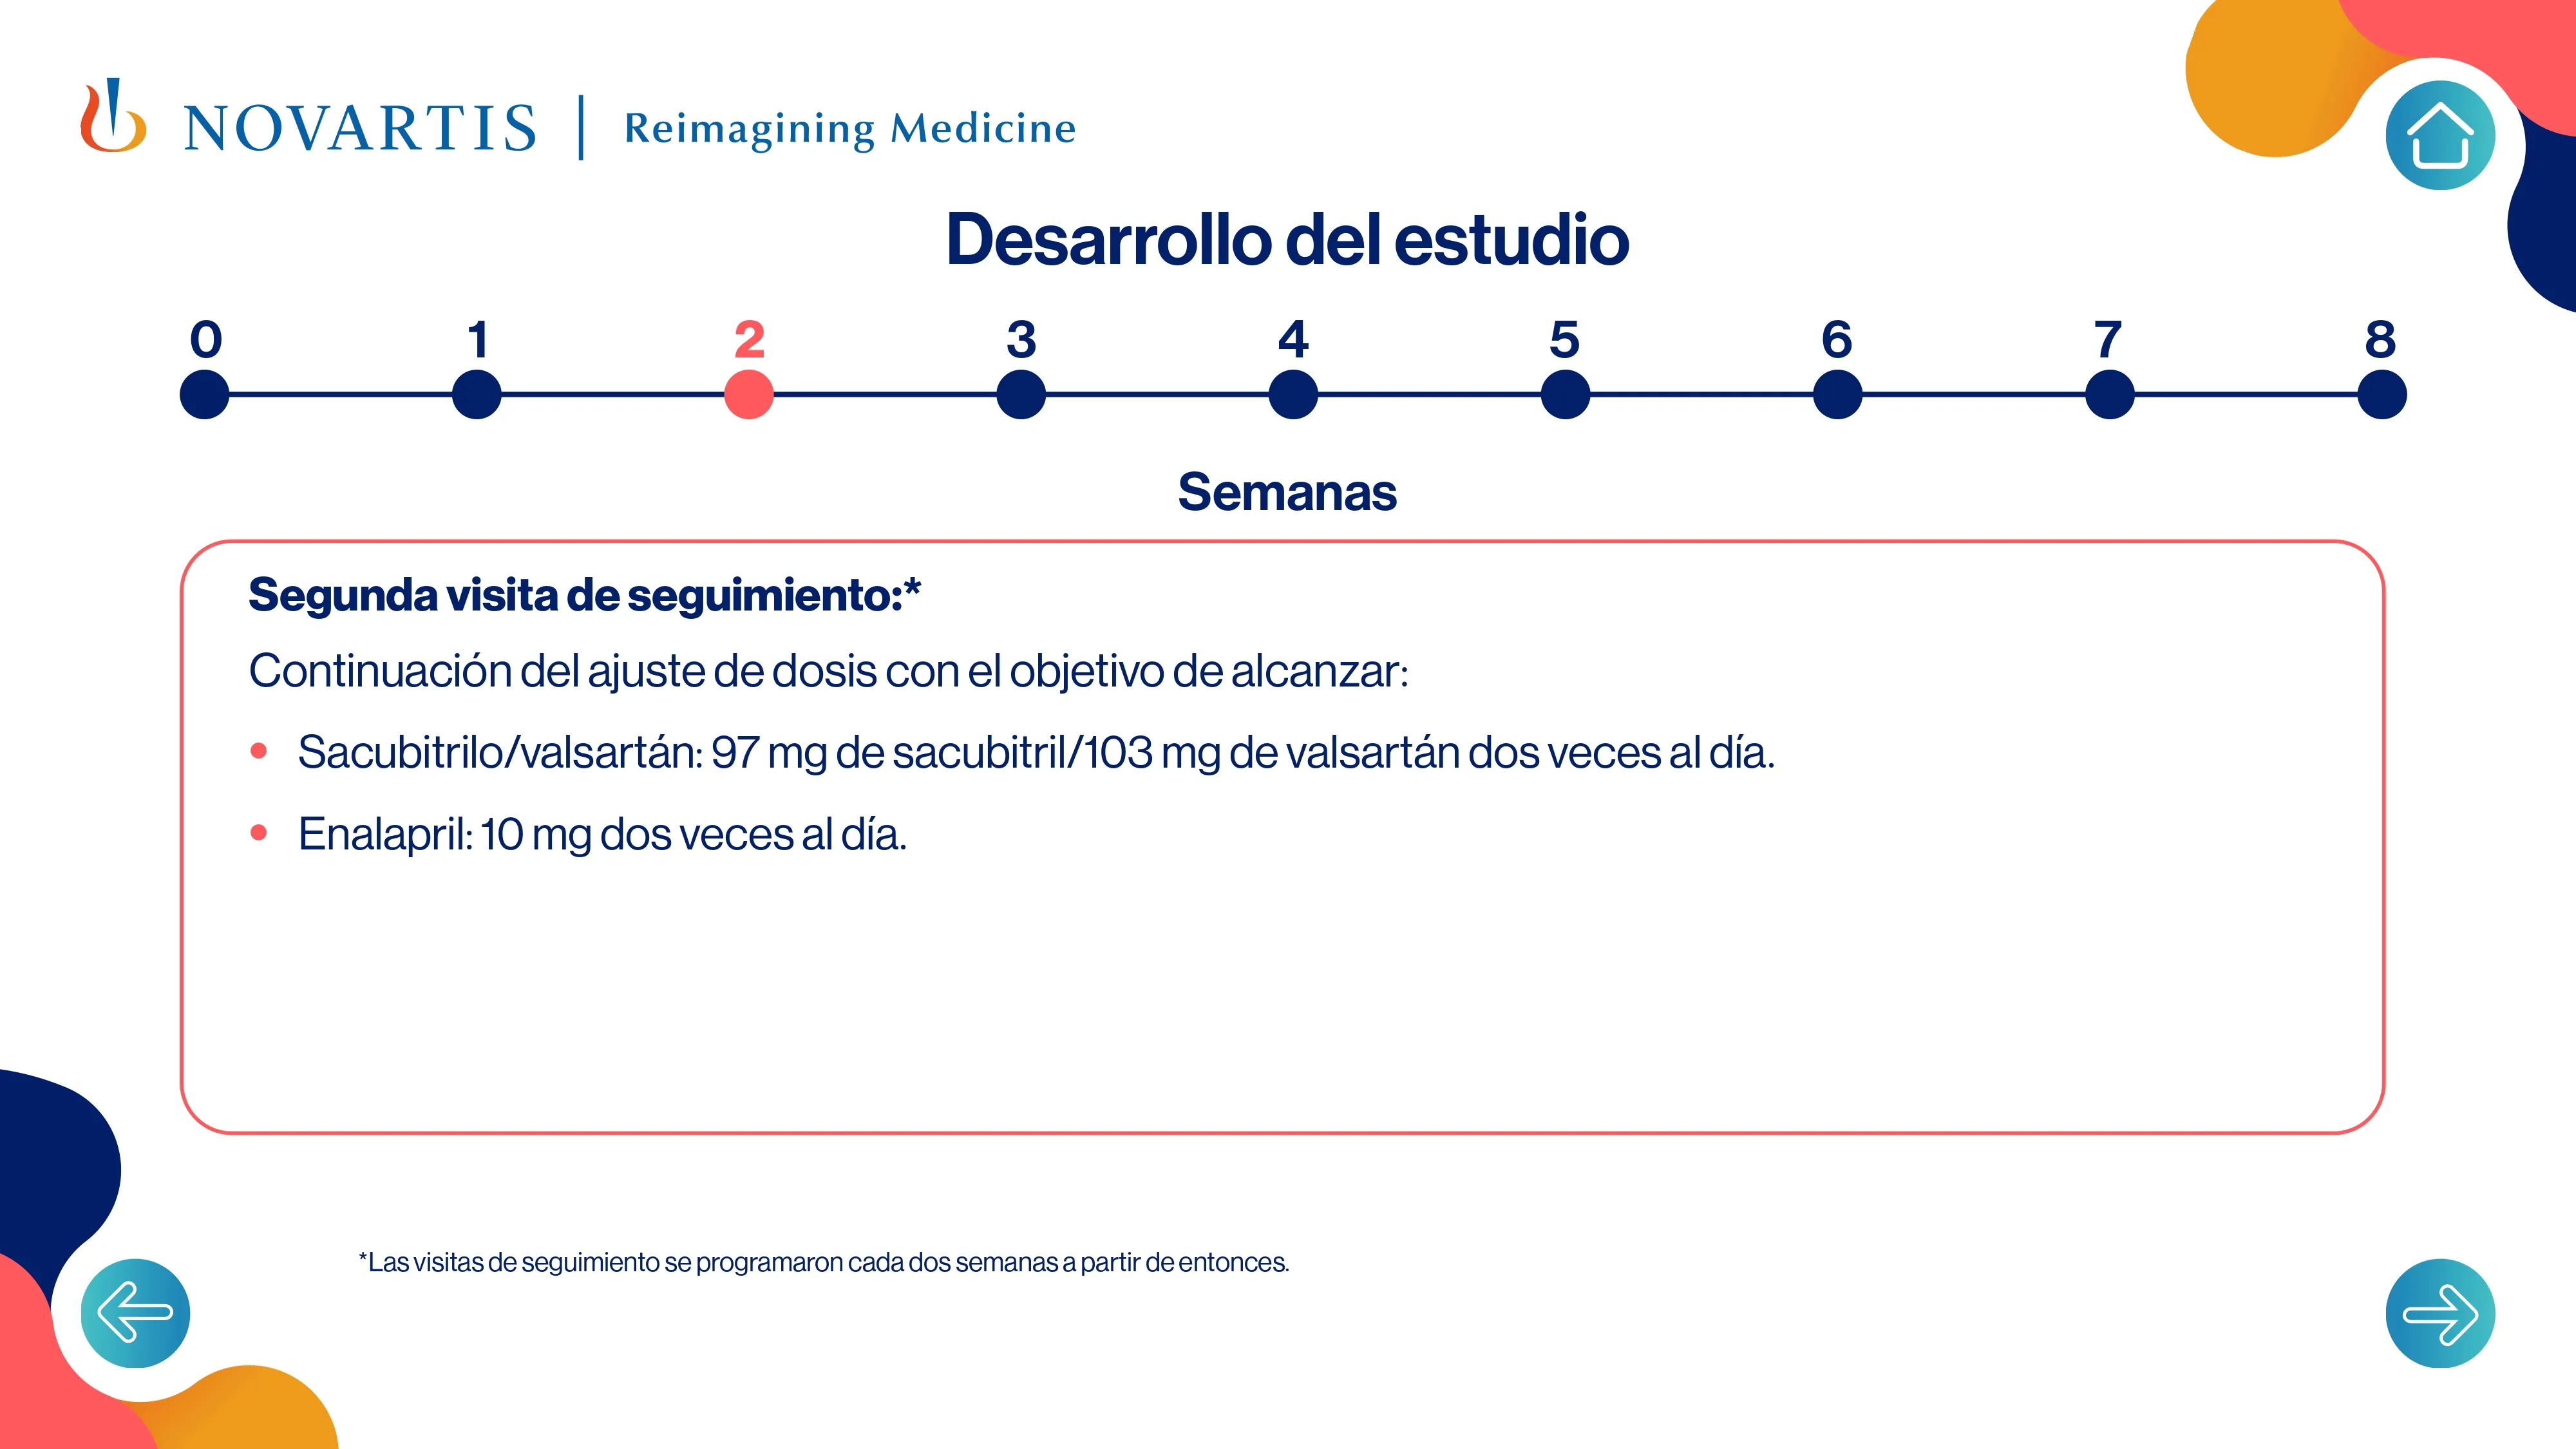 NOVARTIS | Reimagining Medicine
Desarrollo del estudio
0 1 2 3 4 5 6 7 8
Semanas
Segunda visita de seguimiento:*
Continuación del ajuste de dosis con el objetivo de alcanzar:
• Sacubitrilo/valsartán: 97 mg de sacubitril/103 mg de valsartán dos veces al día.
• Enalapril: 10 mg dos veces al día.
*Las visitas de seguimiento se programaron cada dos semanas a partir de entonces.